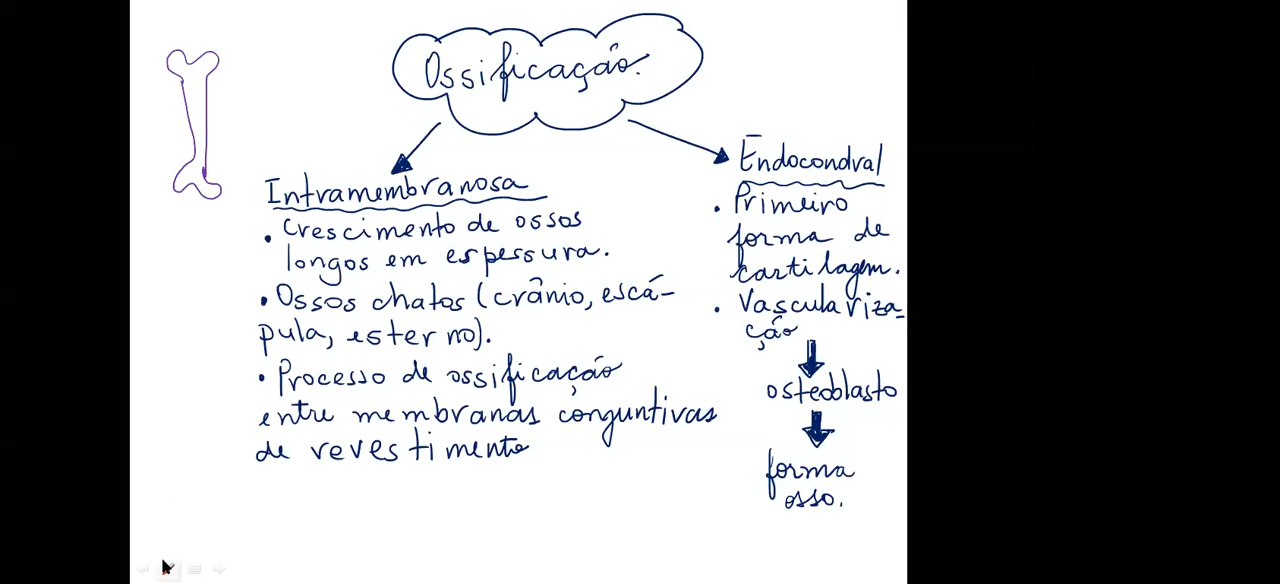 Ossificação.
Intramembranosa
• Crescimento de ossos
longos em espessura.
• Ossos chatos (crânio, escá-
pula, esterno).
• Processo de ossificação
entre membranas conjuntivas
de revestimento
Endocondral
• Primeiro
forma de
cartilagem.
• Vasculariza-
ção
osteoblasto
forma
osso.